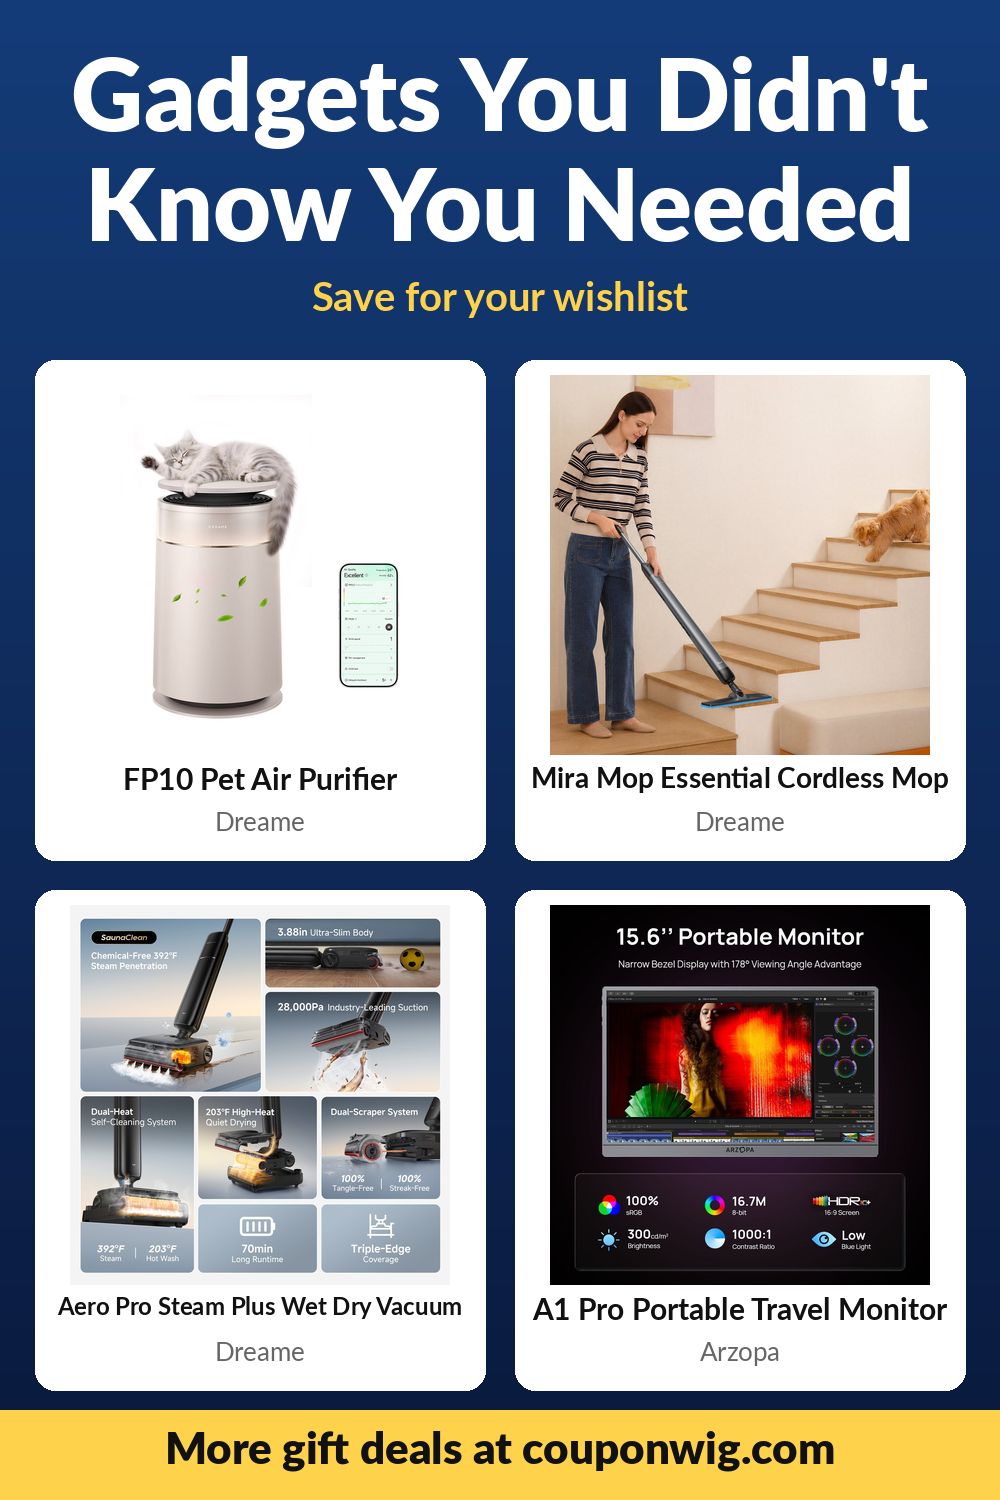 Gadgets You Didn't
Know You Needed
Save for your wishlist
DREAME
Excellent
FP10 Pet Air Purifier
Dreame
Mira Mop Essential Cordless Mop
Dreame
SaunaClean
Chemical-Free 392°F
Steam Penetration
3.88in Ultra-Slim Body
28,000Pa Industry-Leading Suction
Dual-Heat
Self-Cleaning System
203°F High-Heat
Quiet Drying
Dual-Scraper System
100% Tangle-Free
100% Streak-Free
392°F Steam
203°F Hot Wash
70min
Long Runtime
Triple-Edge
Coverage
Aero Pro Steam Plus Wet Dry Vacuum
Dreame
15.6’’ Portable Monitor
Narrow Bezel Display with 178° Viewing Angle Advantage
ARZOPA
100%
sRGB
16.7M
8-bit
HDR10+
16:9 Screen
300cd/m²
Brightness
1000:1
Contrast Ratio
Low
Blue Light
A1 Pro Portable Travel Monitor
Arzopa
More gift deals at couponwig.com